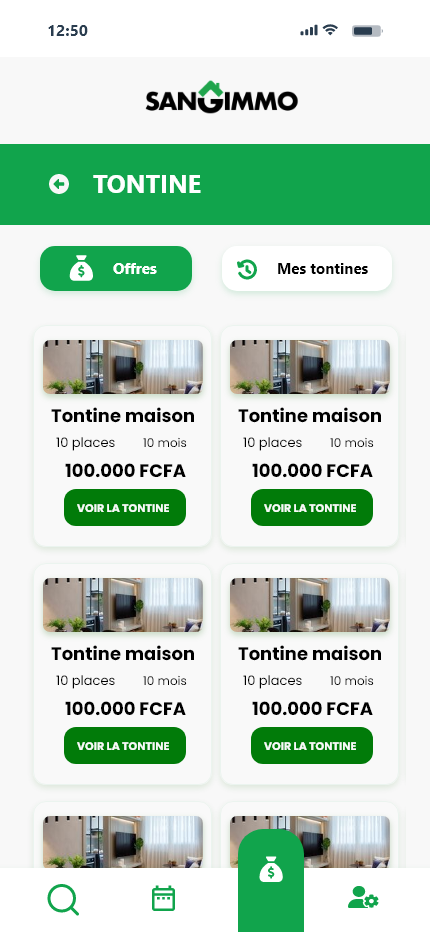 12:50
SANGIMMO
TONTINE
Offres
Mes tontines
Tontine maison
10 places 10 mois
100.000 FCFA
VOIR LA TONTINE
Tontine maison
10 places 10 mois
100.000 FCFA
VOIR LA TONTINE
Tontine maison
10 places 10 mois
100.000 FCFA
VOIR LA TONTINE
Tontine maison
10 places 10 mois
100.000 FCFA
VOIR LA TONTINE